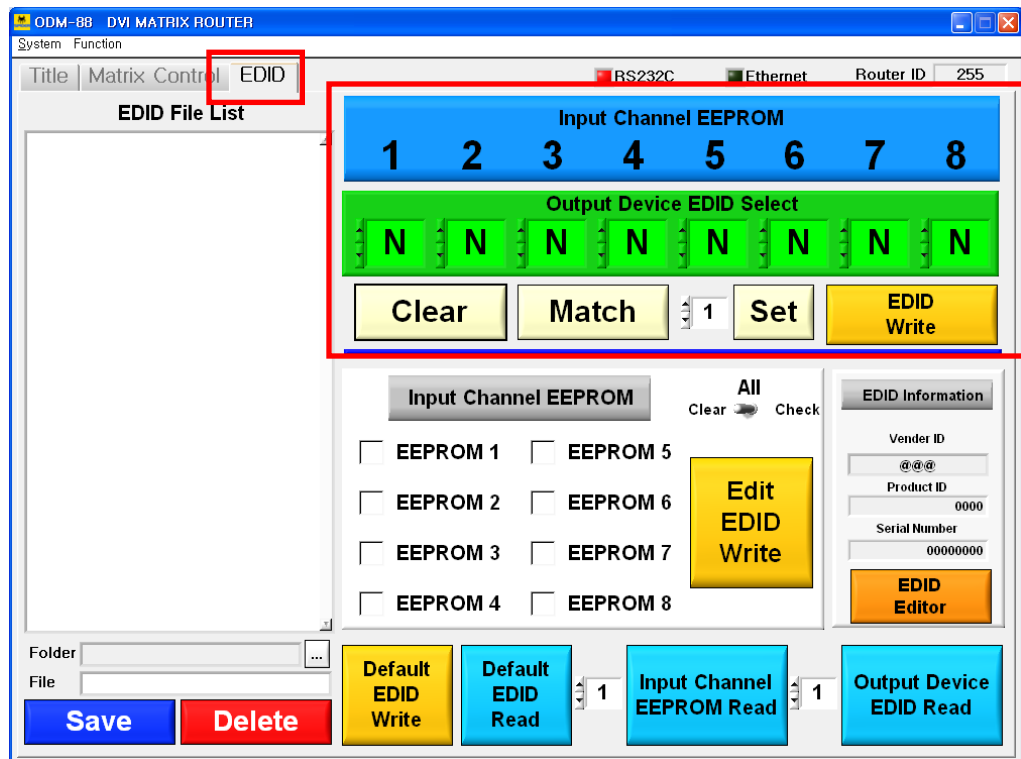 ODM-88 DVI MATRIX ROUTER
System Function
Title Matrix Control EDID RS232C Ethernet Router ID 255
EDID File List
Input Channel EEPROM
1 2 3 4 5 6 7 8
Output Device EDID Select
N N N N N N N N
Clear Match 1 Set EDID
Write
Input Channel EEPROM
All
Clear Check
EEPROM 1 EEPROM 5
EEPROM 2 EEPROM 6
EEPROM 3 EEPROM 7
EEPROM 4 EEPROM 8
Edit
EDID
Write
EDID Information
Vender ID
@@@
Product ID
0000
Serial Number
00000000
EDID
Editor
Folder ...
File
Save Delete
Default
EDID
Write
Default
EDID
Read
1
Input Channel
EEPROM Read
1
Output Device
EDID Read